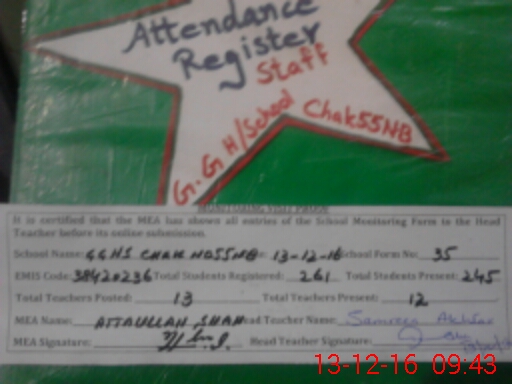 Attendance
Register
Staff
G.G H/School Chak55NB
MONITORING VISIT PROOF
It is certified that the MEA has shown all entries of the School Monitoring Form to the Head
Teacher before its online submission.
School Name: GGHS CHAK NO55NB 13-12-16 School Form No: 35
EMIS Code: Total Students Registered: 261 Total Students Present: 245
Total Teachers Posted: 13 Total Teachers Present: 12
MEA Name: ATTAULLAH SHAH Head Teacher Name:
MEA Signature: Head Teacher Signature:
13-12-16 09:43